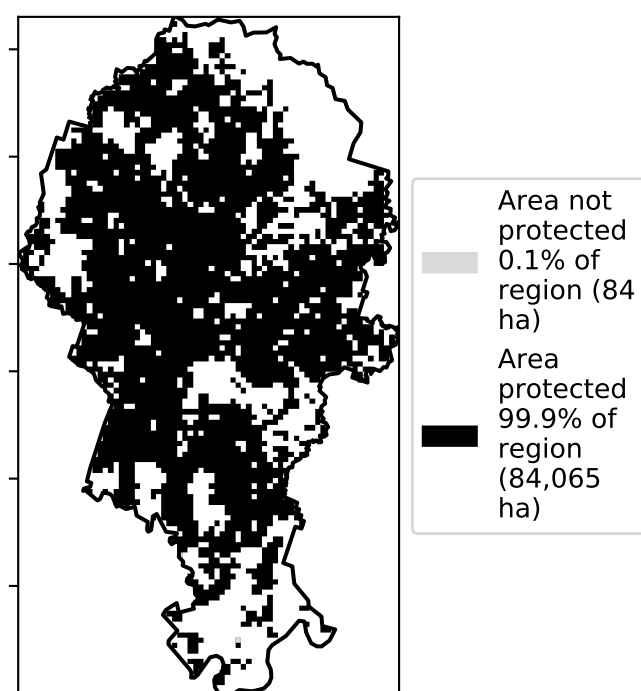 Area not
protected
0.1% of
region (84
ha)
Area
protected
99.9% of
region
(84,065
ha)